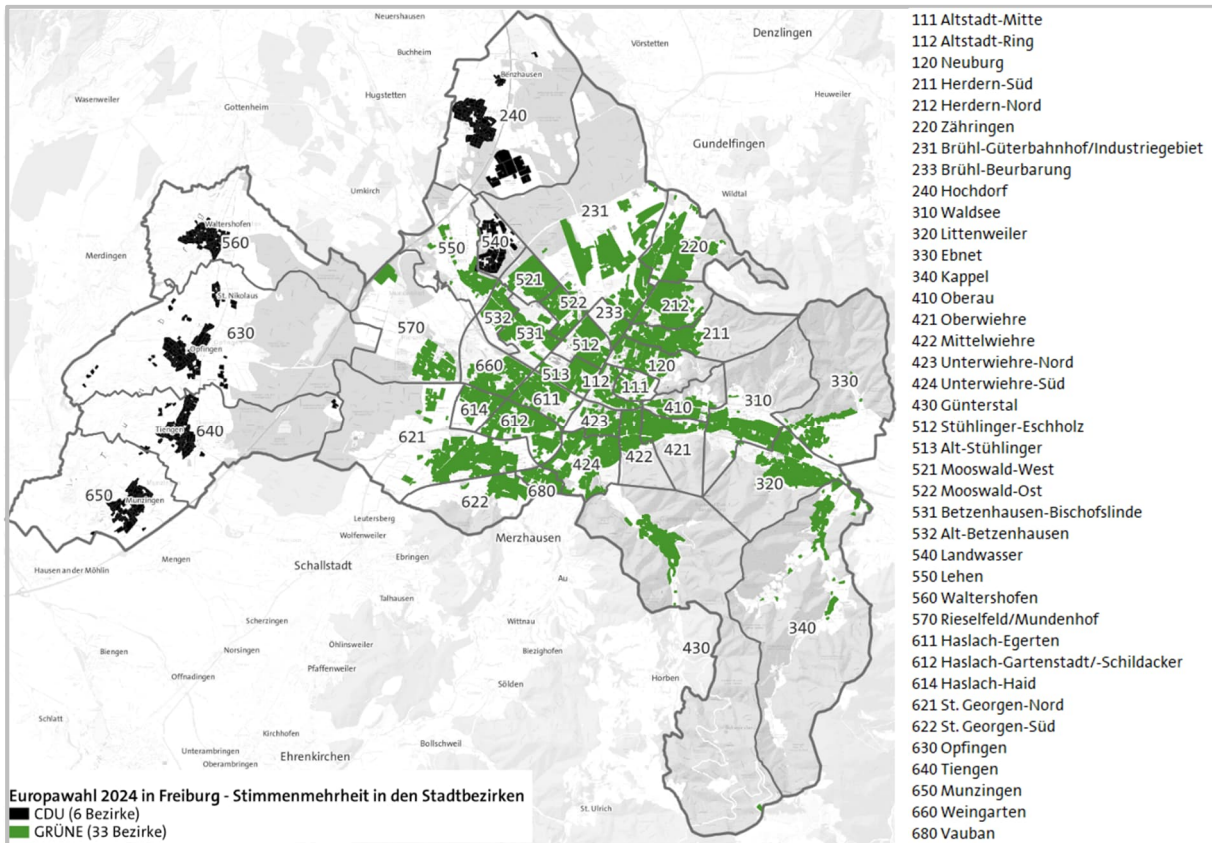 Neuershausen
Denzlingen
Buchheim
Vörstetten
Benzhausen
Wasenweiler
Hugstetten
Heuweiler
Gottenheim
240
Gundelfingen
Umkirch
Wildtal
231
Waltershofen
560
550
540
220
Merdingen
521
St. Nikolaus
522
212
630
532
233
570
531
211
Opfingen
512
660
120
513
112
111
330
614
611
410
310
Tiengen
640
612
423
621
422
421
424
320
650
Munzingen
622
680
Leutersberg
Wolfenweiler
Merzhausen
Mengen
Ebringen
Hausen an der Möhlin
Schallstadt
Au
Talhausen
Scherzingen
Wittnau
340
Öhlinsweiler
Biengen
Norsingen
Biezighofen
430
Pfaffenweiler
Offnadingen
Sölden
Horben
Schlatt
Kirchhofen
Bollschweil
Unterambringen
Ehrenkirchen
Oberambringen
St. Ulrich
Europawahl 2024 in Freiburg - Stimmenmehrheit in den Stadtbezirken
CDU (6 Bezirke)
GRÜNE (33 Bezirke)
111 Altstadt-Mitte
112 Altstadt-Ring
120 Neuburg
211 Herdern-Süd
212 Herdern-Nord
220 Zähringen
231 Brühl-Güterbahnhof/Industriegebiet
233 Brühl-Beurbarung
240 Hochdorf
310 Waldsee
320 Littenweiler
330 Ebnet
340 Kappel
410 Oberau
421 Oberwiehre
422 Mittelwiehre
423 Unterwiehre-Nord
424 Unterwiehre-Süd
430 Günterstal
512 Stühlinger-Eschholz
513 Alt-Stühlinger
521 Mooswald-West
522 Mooswald-Ost
531 Betzenhausen-Bischofslinde
532 Alt-Betzenhausen
540 Landwasser
550 Lehen
560 Waltershofen
570 Rieselfeld/Mundenhof
611 Haslach-Egerten
612 Haslach-Gartenstadt/-Schildacker
614 Haslach-Haid
621 St. Georgen-Nord
622 St. Georgen-Süd
630 Opfingen
640 Tiengen
650 Munzingen
660 Weingarten
680 Vauban